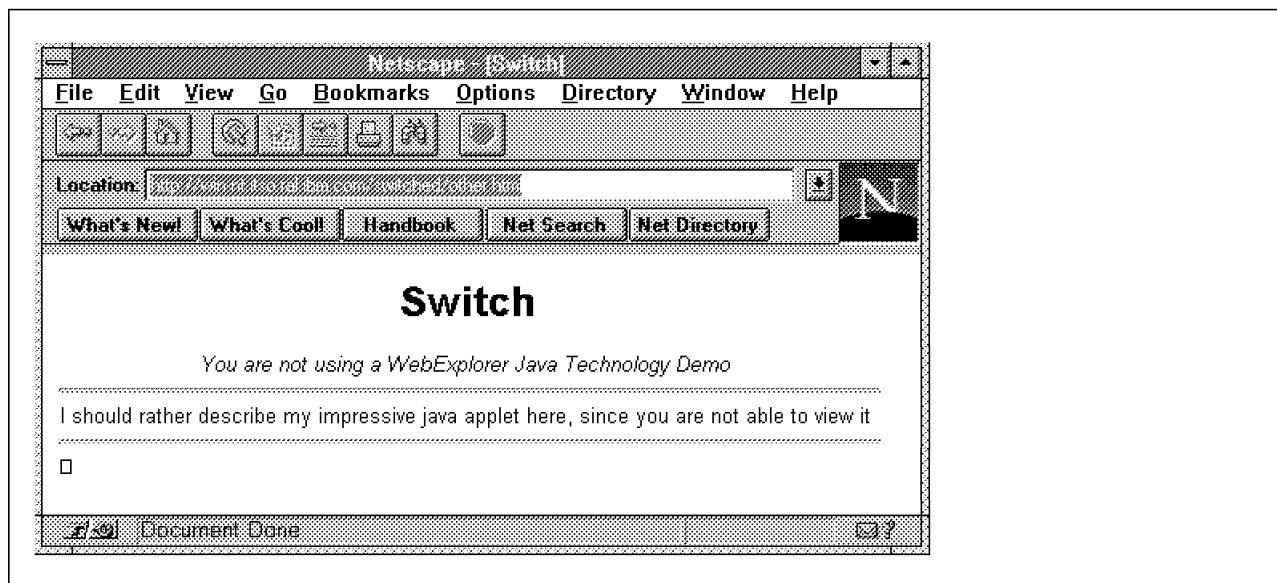 Netscape - [Switch]
File Edit View Go Bookmarks Options Directory Window Help
Location:
What's New! What's Cool! Handbook Net Search Net Directory
N
Switch
You are not using a WebExplorer Java Technology Demo
I should rather describe my impressive java applet here, since you are not able to view it
Document Done
?